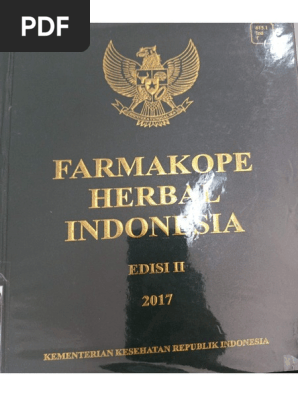 PDF
FARMAKOPE
HERBAL
INDONESIA
EDISI II
2017
KEMENTERIAN KESEHATAN REPUBLIK INDONESIA